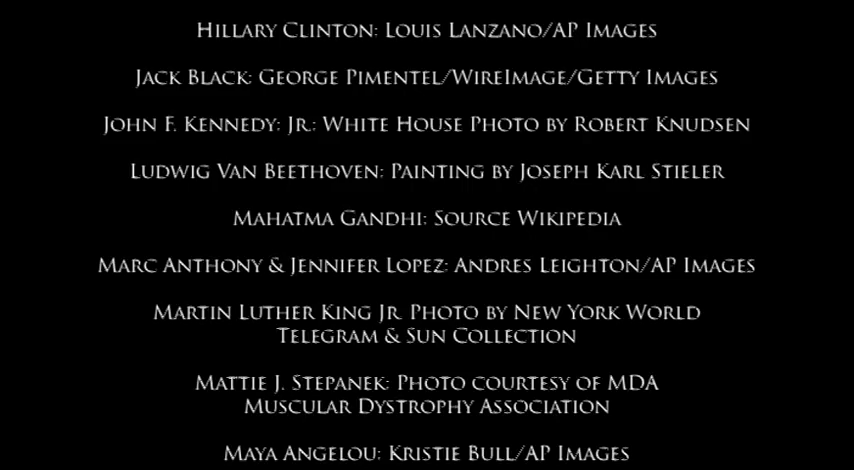 Hillary Clinton: Louis Lanzano/AP Images
Jack Black: George Pimentel/WireImage/Getty Images
John F. Kennedy; Jr.: White House Photo by Robert Knudsen
Ludwig Van Beethoven: Painting by Joseph Karl Stieler
Mahatma Gandhi: Source Wikipedia
Marc Anthony & Jennifer Lopez: Andres Leighton/AP Images
Martin Luther King Jr. Photo by New York World
Telegram & Sun Collection
Mattie J. Stepanek: Photo courtesy of MDA
Muscular Dystrophy Association
Maya Angelou: Kristie Bull/AP Images